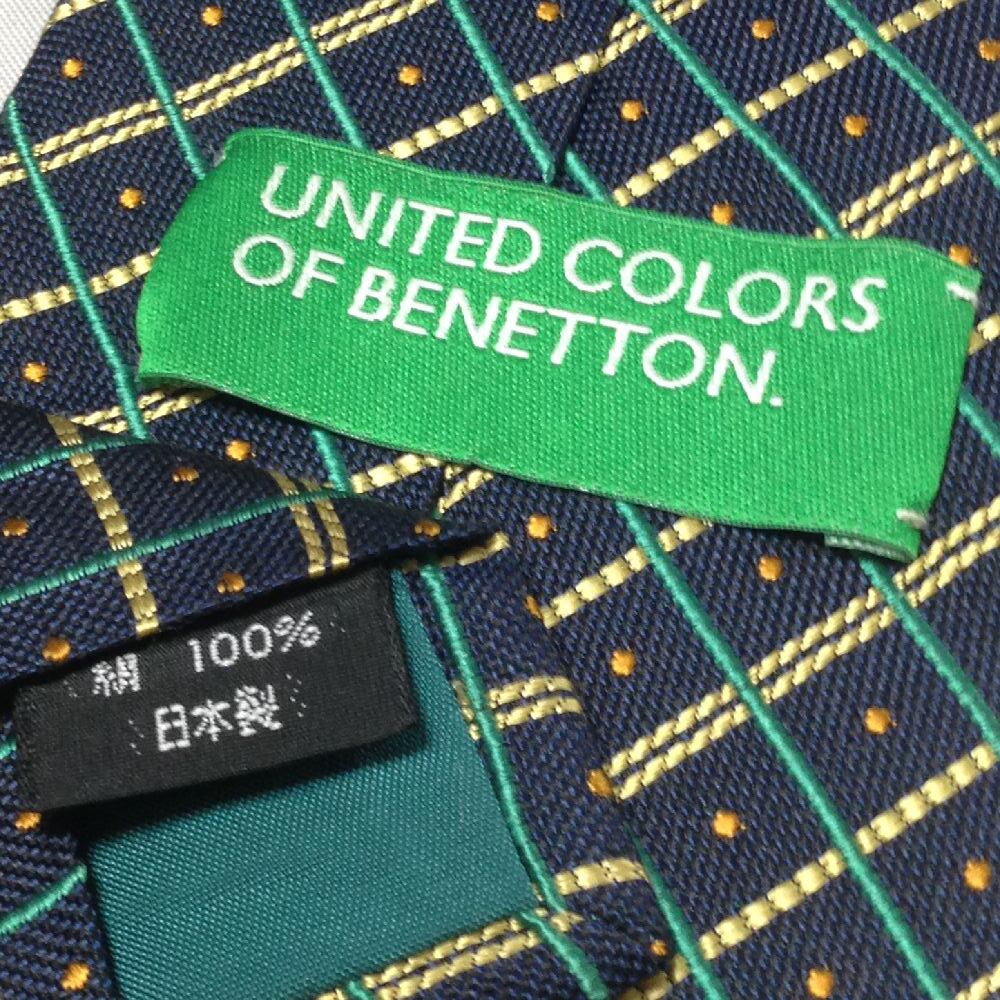 UNITED COLORS
OF BENETTON.
絹 100%
日本製